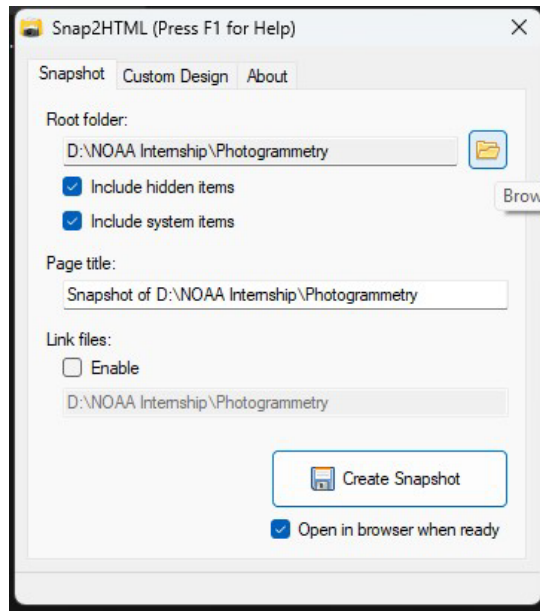 Snap2HTML (Press F1 for Help)
Snapshot Custom Design About
Root folder:
D:\NOAA Internship\Photogrammetry
Include hidden items
Include system items
Brow
Page title:
Snapshot of D:\NOAA Internship\Photogrammetry
Link files:
Enable
D:\NOAA Internship\Photogrammetry
Create Snapshot
Open in browser when ready